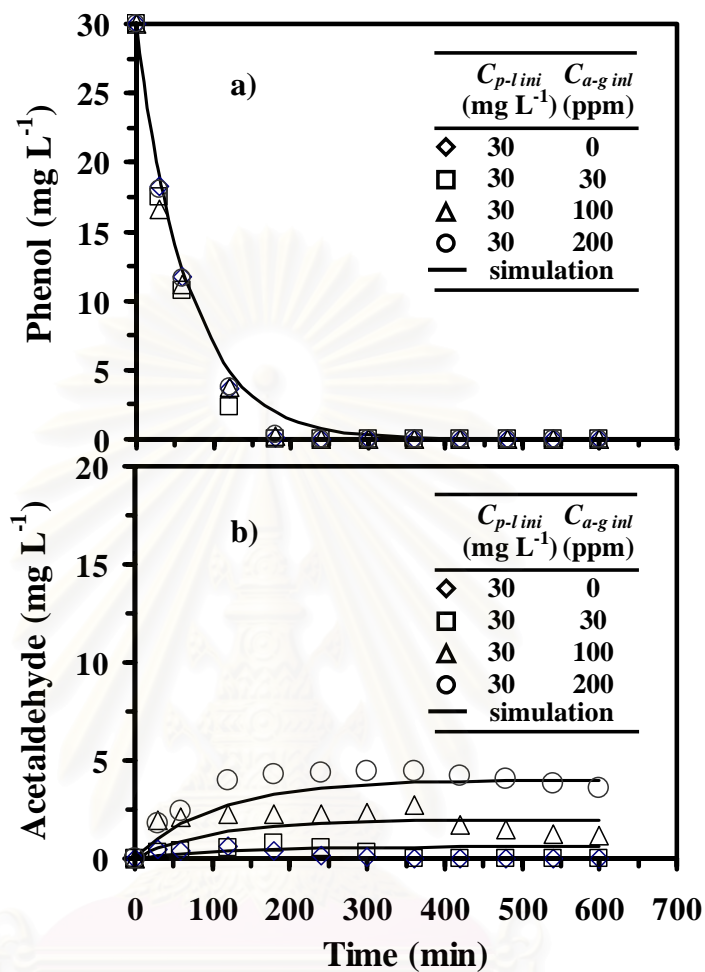 30
25
20
15
10
5
0
Phenol (mg L-1)
a)
Cp-l ini Ca-g inl
(mg L-1) (ppm)
30 0
30 30
30 100
30 200
simulation
20
15
10
5
0
Acetaldehyde (mg L-1)
b)
Cp-l ini Ca-g inl
(mg L-1) (ppm)
30 0
30 30
30 100
30 200
simulation
0 100 200 300 400 500 600 700
Time (min)